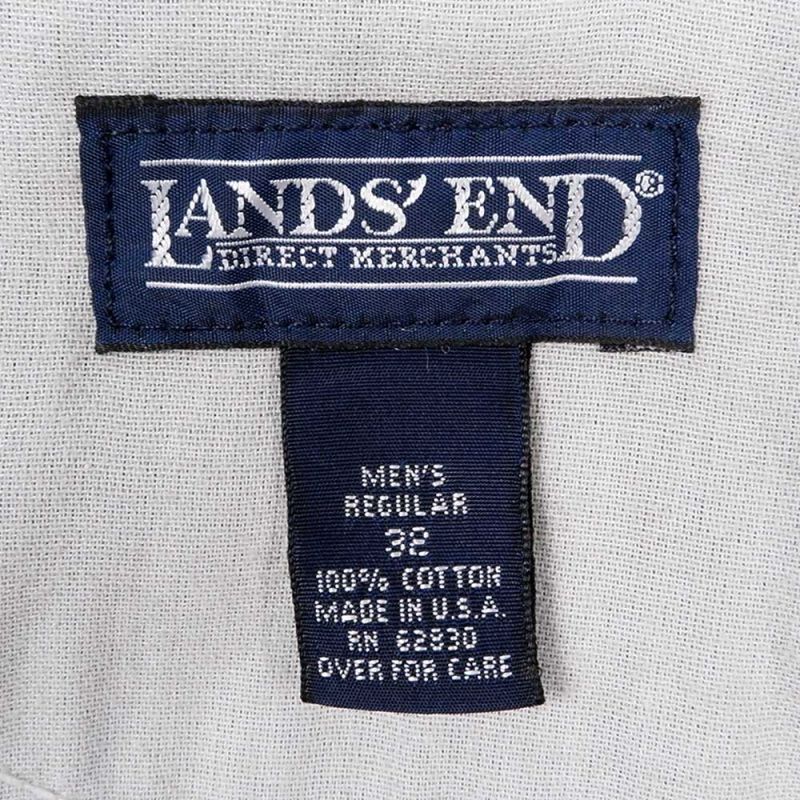 LANDS' END®
DIRECT MERCHANTS
MEN'S
REGULAR
32
100% COTTON
MADE IN U.S.A.
RN 62830
OVER FOR CARE